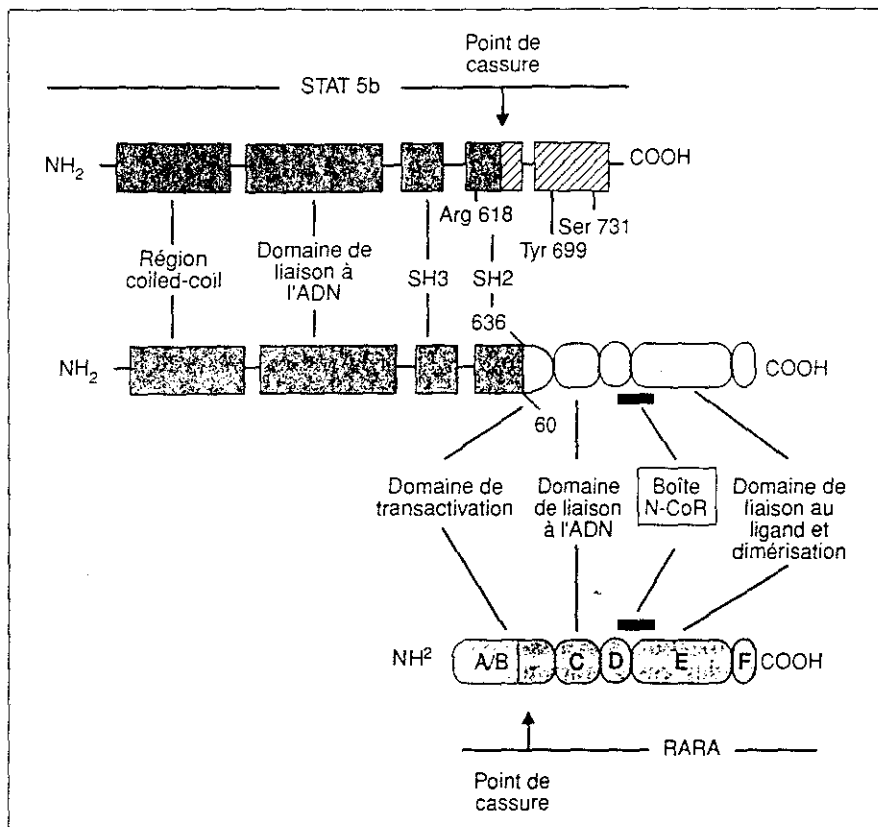 Point de
cassure
STAT 5b
NH2
COOH
Arg 618
Ser 731
Tyr 699
Région
coiled-coil
Domaine de
liaison à
l'ADN
SH3
SH2
636
NH2
COOH
60
Domaine de
transactivation
Domaine
de liaison
à l'ADN
Boîte
N-CoR
Domaine de
liaison au
ligand et
dimérisation
NH2
A/B
C
D
E
F
COOH
RARA
Point de
cassure